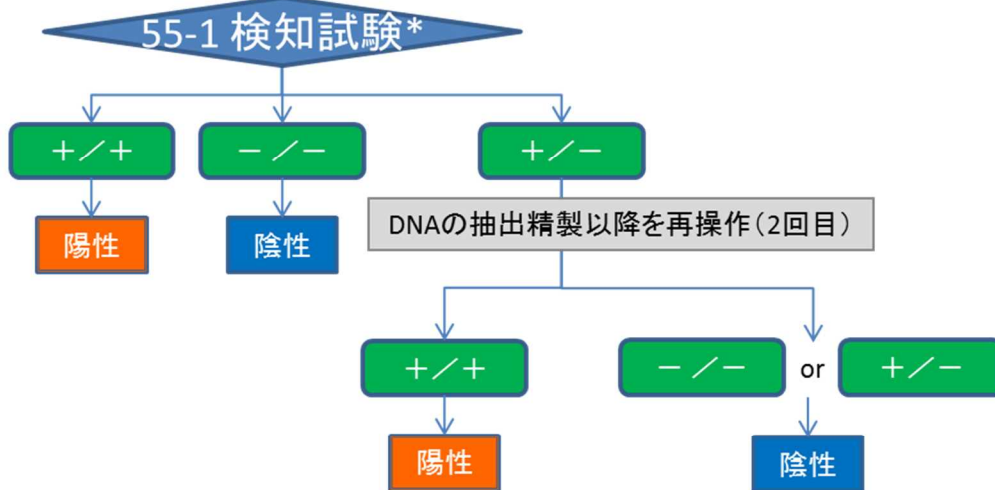 55-1 検知試験*
＋／＋
－／－
＋／－
陽性
陰性
DNAの抽出精製以降を再操作（2回目）
＋／＋
－／－
or
＋／－
陽性
陰性